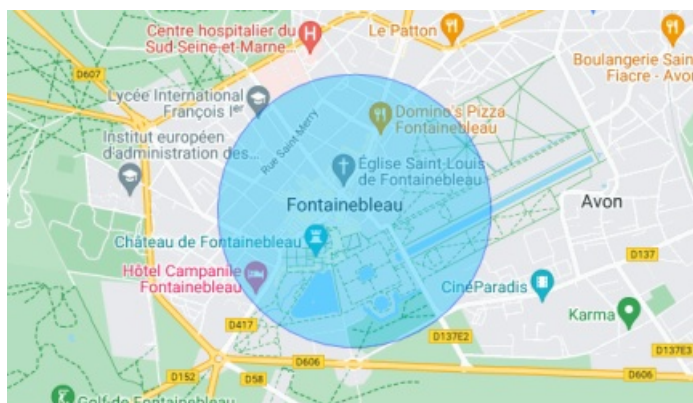 Centre hospitalier du
Sud-Seine-et-Marne...
Le Patton
Boulangerie Sain
Fiacre - Avon
D607
Lycée International
François Ier
Domino's Pizza
Fontainebleau
Rue Saint Merry
Institut européen
d'administration des...
Église Saint-Louis
de Fontainebleau
Fontainebleau
Avon
Château de Fontainebleau
D137
Hôtel Campanile
Fontainebleau
CinéParadis
Karma
D417
D137E2
D137E3
D606
D152
D58
D606
Golf de Fontainebleau